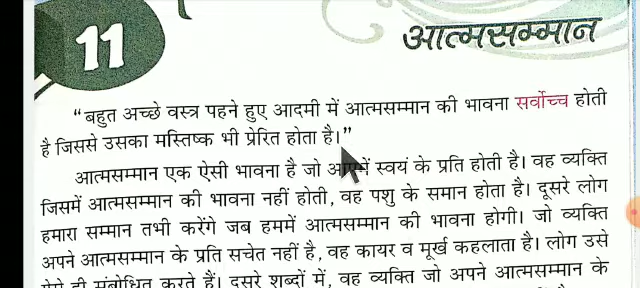 11
आत्मसम्मान
“बहुत अच्छे वस्त्र पहने हुए आदमी में आत्मसम्मान की भावना सर्वोच्च होती
है जिससे उसका मस्तिष्क भी प्रेरित होता है।”
आत्मसम्मान एक ऐसी भावना है जो स्वयं के प्रति होती है। वह व्यक्ति
जिसमें आत्मसम्मान की भावना नहीं होती, वह पशु के समान होता है। दूसरे लोग
हमारा सम्मान तभी करेंगे जब हममें आत्मसम्मान की भावना होगी। जो व्यक्ति
अपने आत्मसम्मान के प्रति सचेत नहीं है, वह कायर व मूर्ख कहलाता है। लोग उसे
ही संबोधित करते हैं। दूसरे शब्दों में, वह व्यक्ति जो अपने आत्मसम्मान के